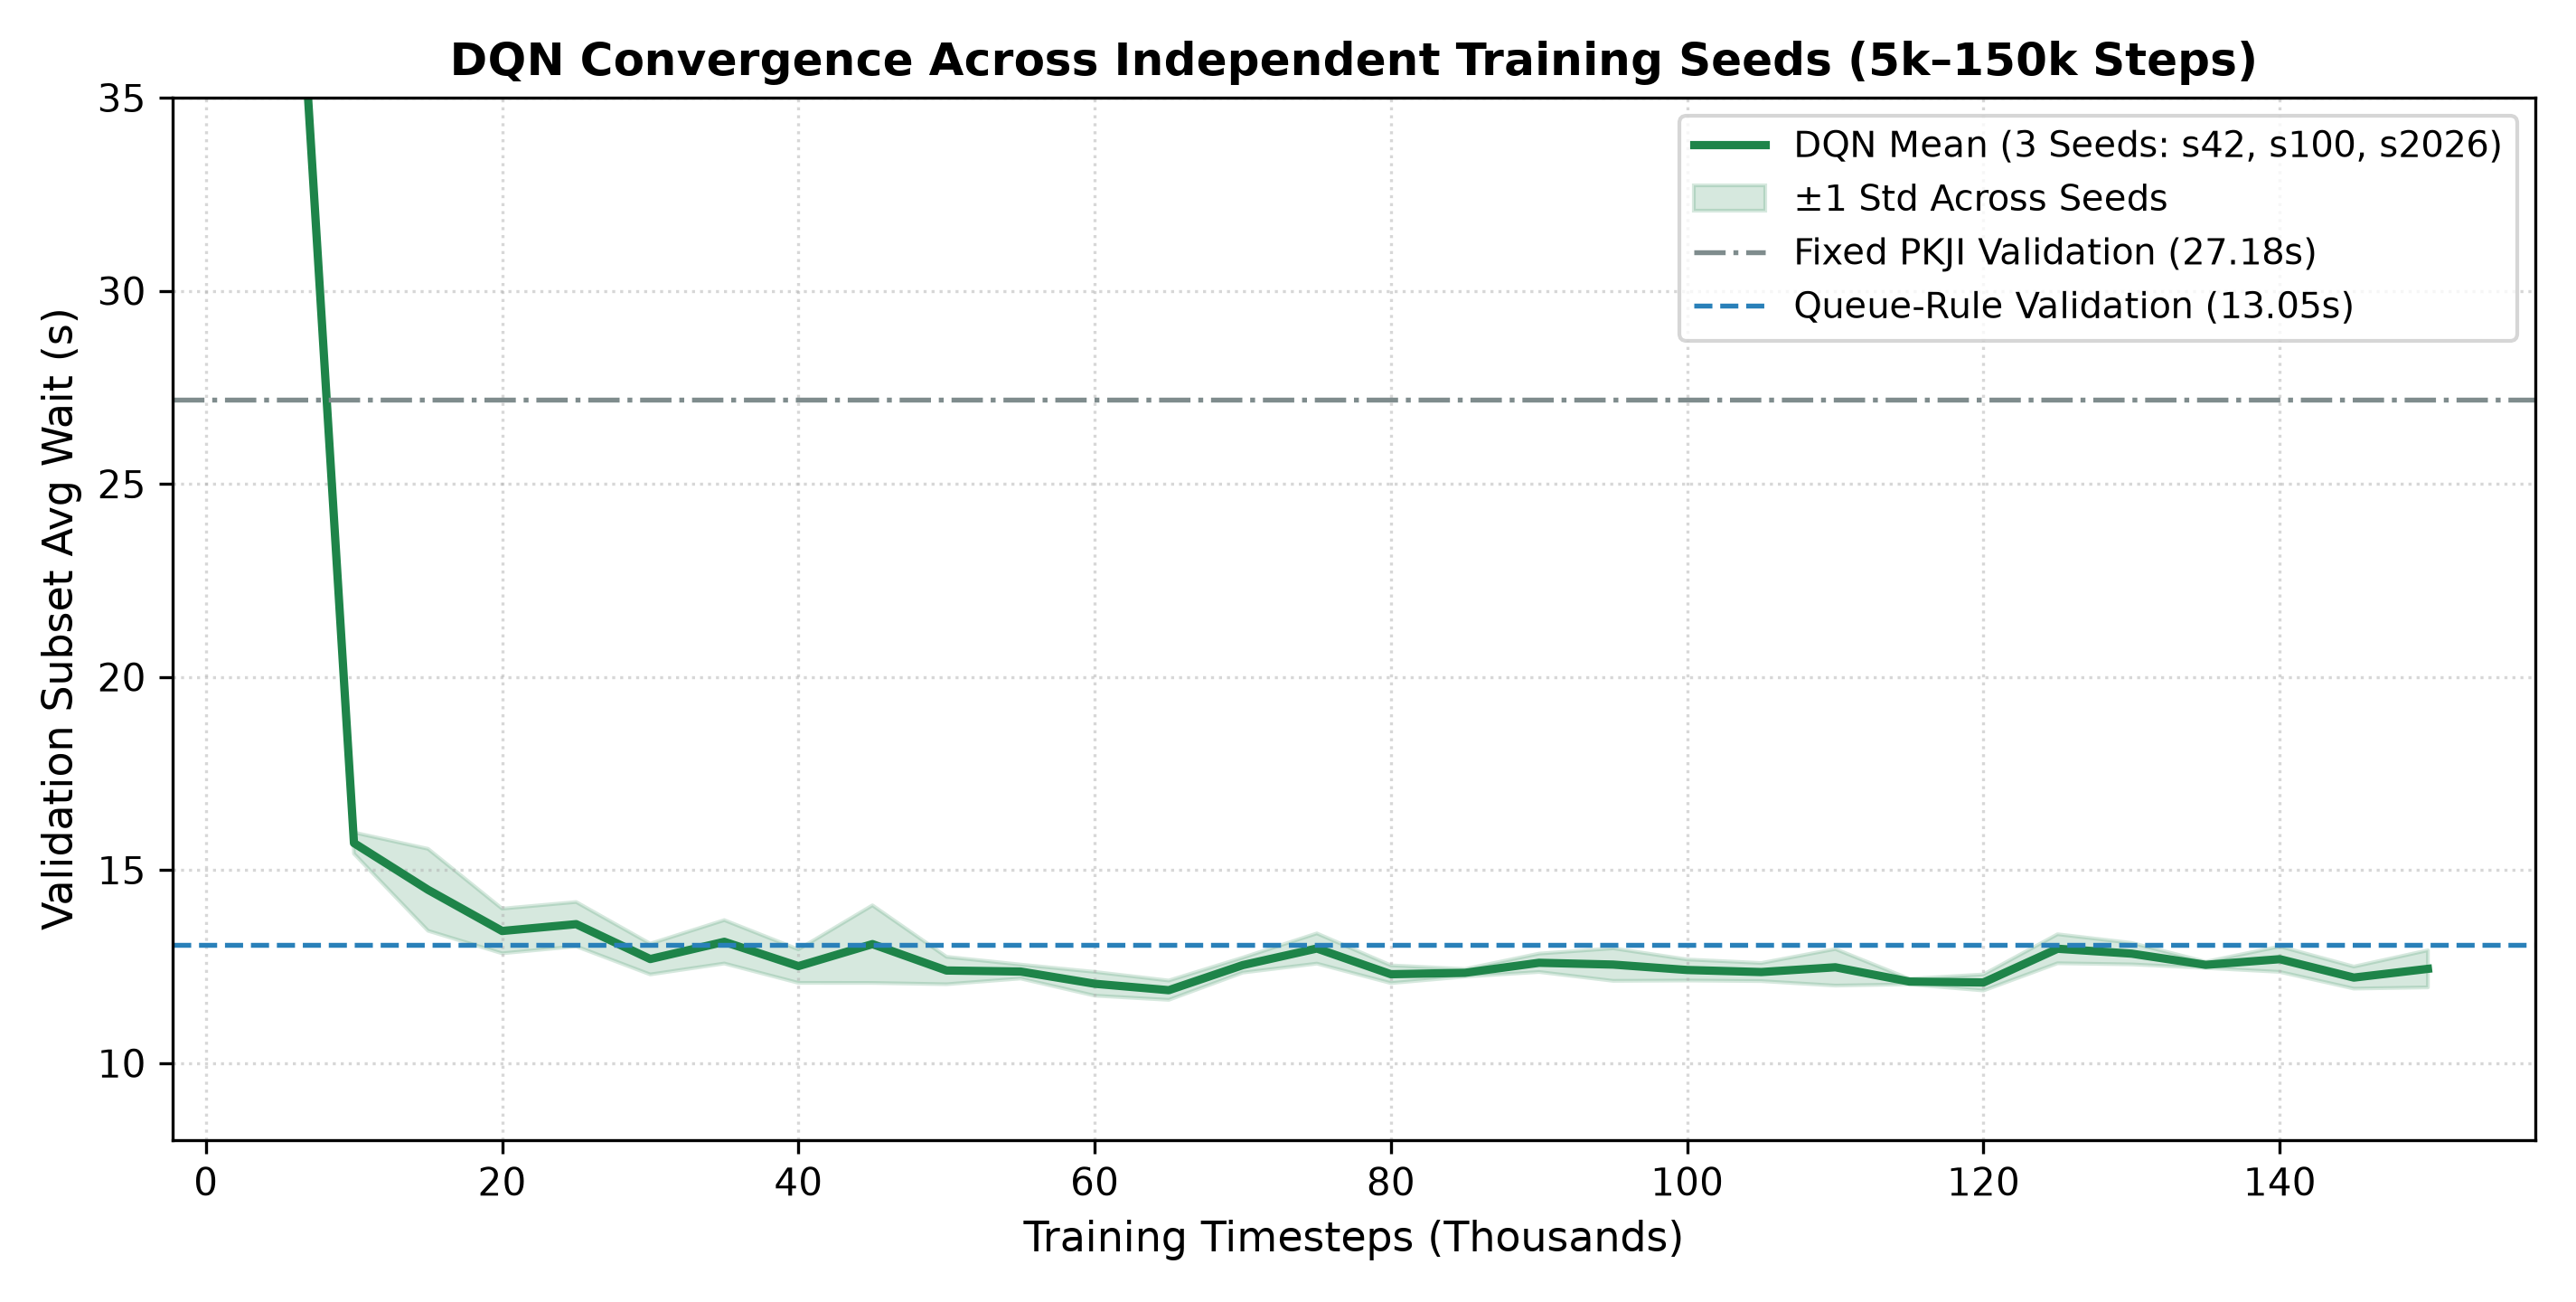 DQN Convergence Across Independent Training Seeds (5k–150k Steps)
DQN Mean (3 Seeds: s42, s100, s2026)
±1 Std Across Seeds
Fixed PKJI Validation (27.18s)
Queue-Rule Validation (13.05s)
Validation Subset Avg Wait (s)
35
30
25
20
15
10
0 20 40 60 80 100 120 140
Training Timesteps (Thousands)